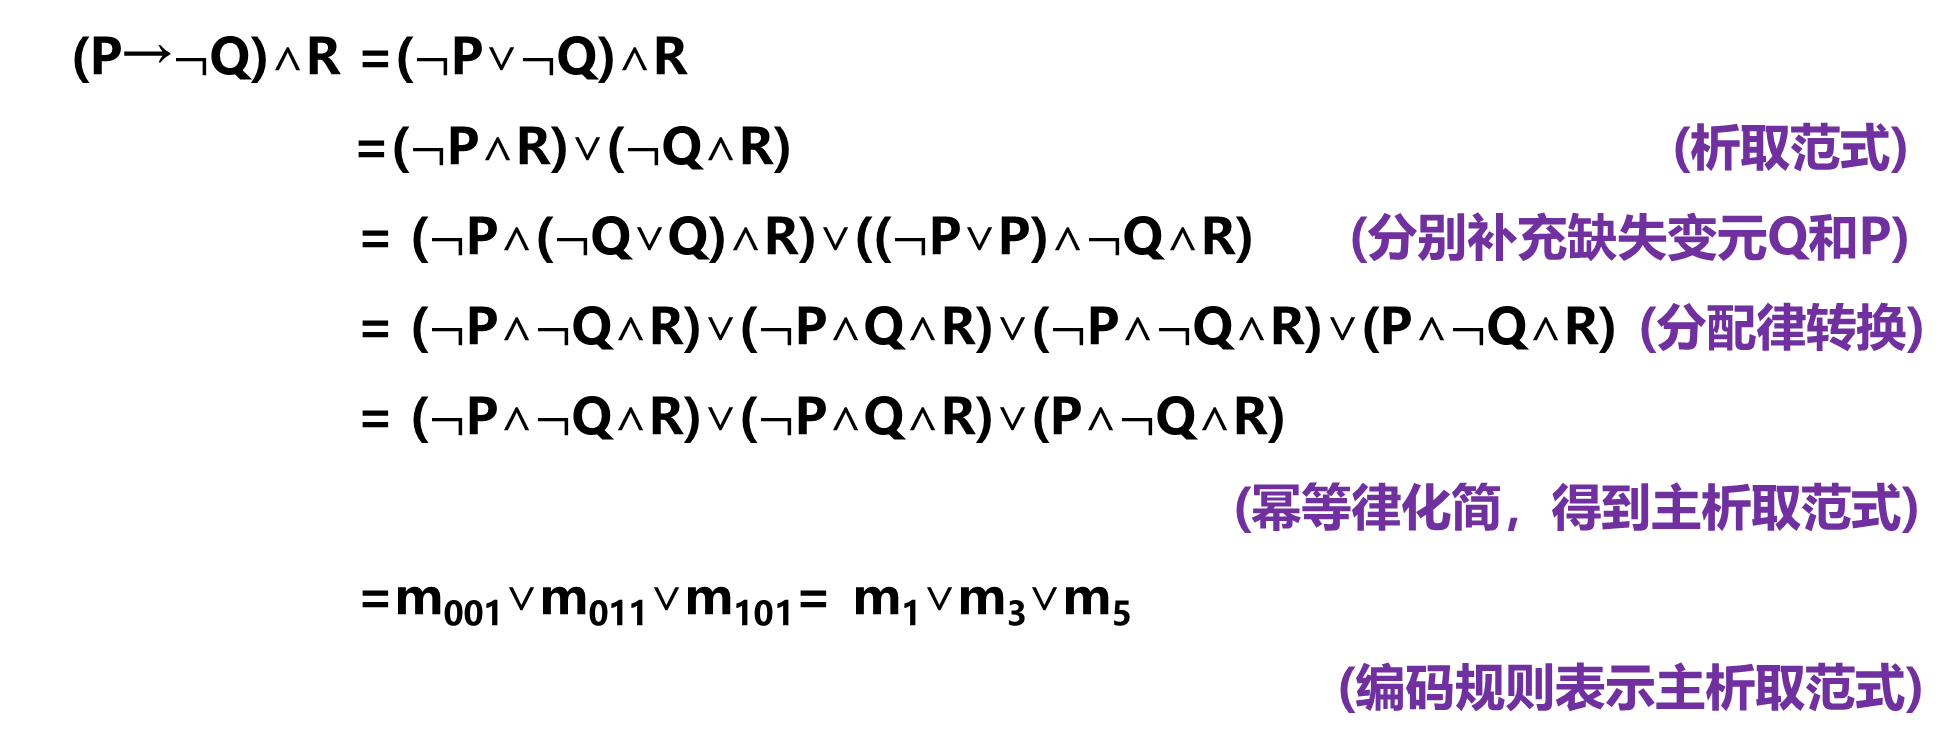 (P→¬Q)∧R =(¬P∨¬Q)∧R
=(¬P∧R)∨(¬Q∧R) (析取范式)
= (¬P∧(¬Q∨Q)∧R)∨((¬P∨P)∧¬Q∧R) (分别补充缺失变元Q和P)
= (¬P∧¬Q∧R)∨(¬P∧Q∧R)∨(¬P∧¬Q∧R)∨(P∧¬Q∧R) (分配律转换)
= (¬P∧¬Q∧R)∨(¬P∧Q∧R)∨(P∧¬Q∧R)
(幂等律化简，得到主析取范式)
=m₀₀₁∨m₀₁₁∨m₁₀₁= m₁∨m₃∨m₅
(编码规则表示主析取范式)